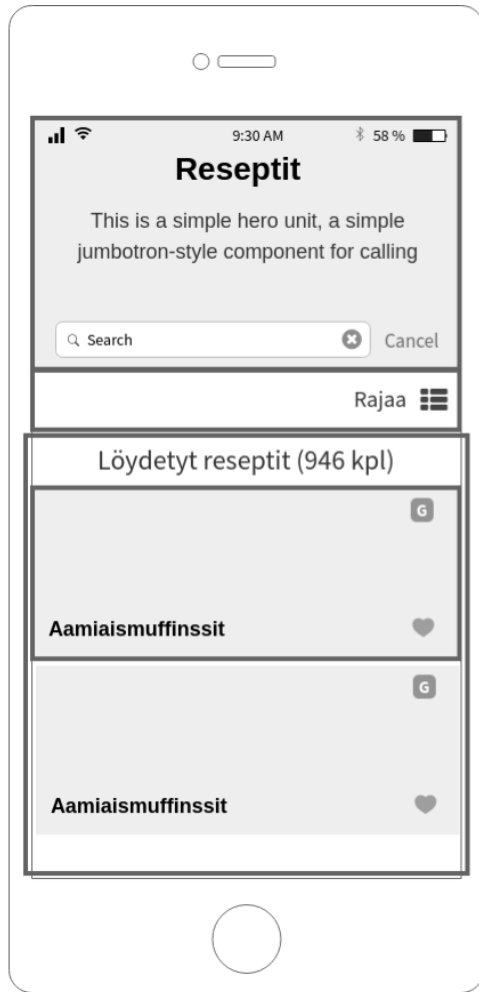 9:30 AM 58 %
Reseptit
This is a simple hero unit, a simple
jumbotron-style component for calling
Search Cancel
Rajaa
Löydetyt reseptit (946 kpl)
G
Aamiaismuffinssit
G
Aamiaismuffinssit